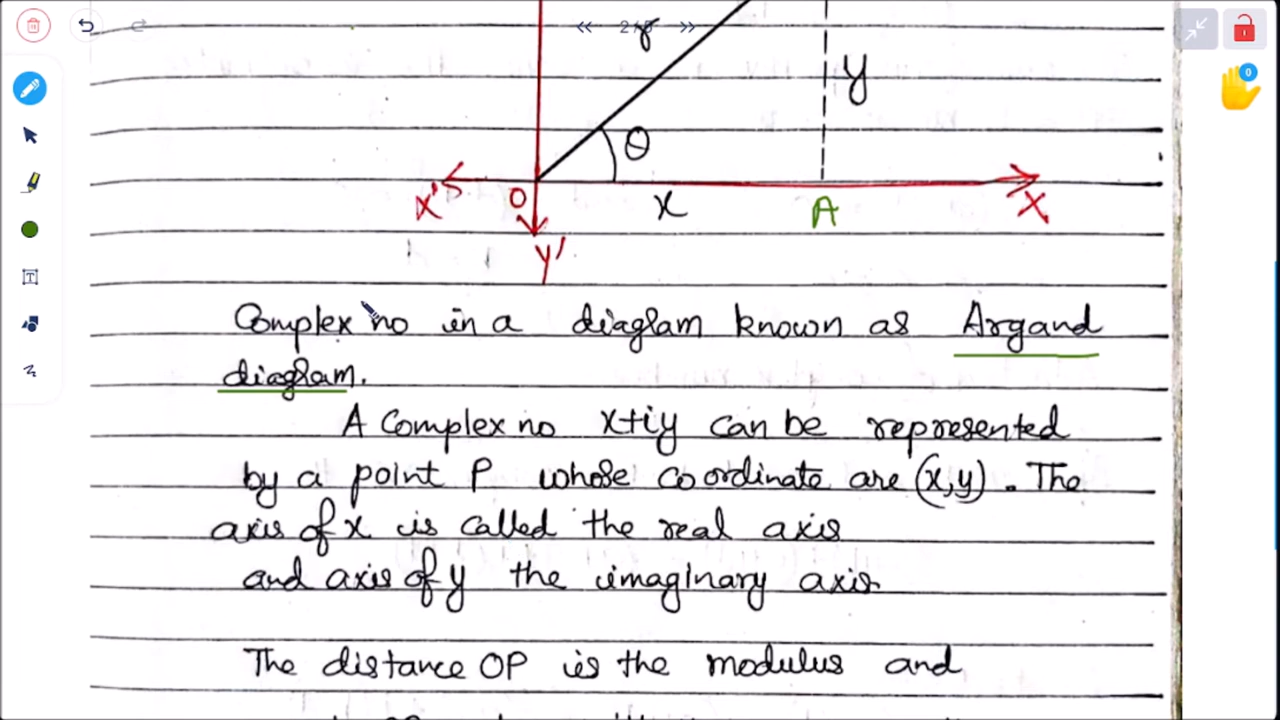 2/
r
y
θ
X'
O
x
A
X
Y'
Complex no in a diagram known as Argand
diagram.
A Complex no x+iy can be represented
by a point P whose coordinate are (x,y). The
axis of x is called the real axis
and axis of y the imaginary axis
The distance OP is the modulus and
0
T